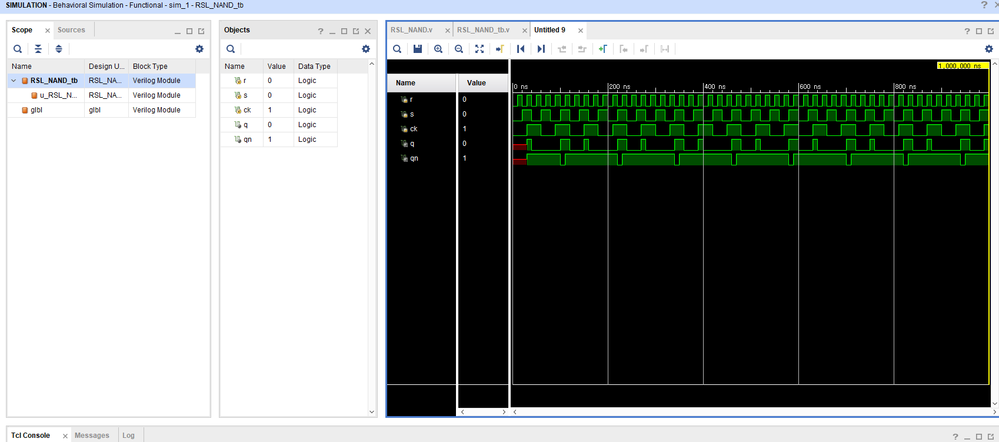 SIMULATION - Behavioral Simulation - Functional - sim_1 - RSL_NAND_tb
Scope Sources
Name Design U... Block Type
RSL_NAND_tb RSL_NA... Verilog Module
u_RSL_N... RSL_NA... Verilog Module
glbl glbl Verilog Module
Objects
Name Value Data Type
r 0 Logic
s 0 Logic
ck 1 Logic
q 0 Logic
qn 1 Logic
RSL_NAND.v RSL_NAND_tb.v Untitled 9
1,000,000 ns
Name Value
0 ns 200 ns 400 ns 600 ns 800 ns
r 0
s 0
ck 1
q 0
qn 1
Tcl Console Messages Log